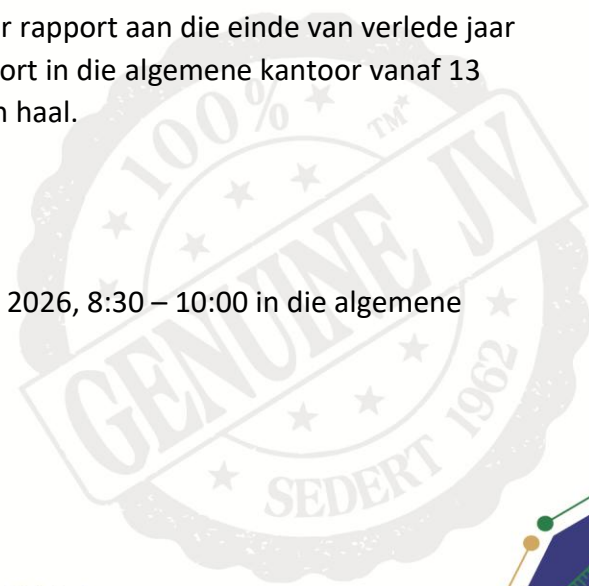 r rapport aan die einde van verlede jaar
ort in die algemene kantoor vanaf 13
n haal.
2026, 8:30 – 10:00 in die algemene
100% ™
GENUINE JV
SEDERT 1962